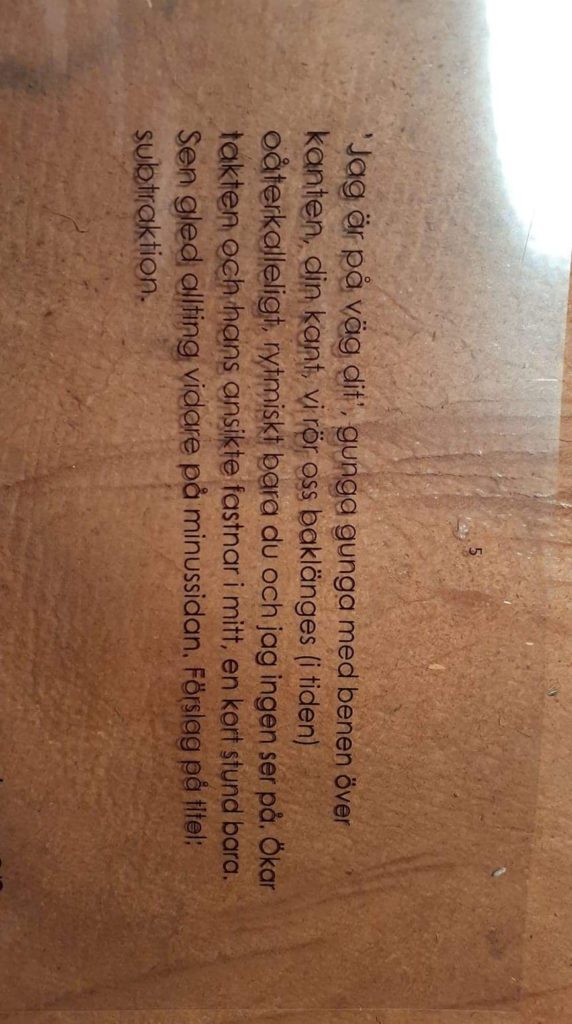 5
'Jag är på väg dit', gunga gunga med benen över
kanten, din kant, vi rör oss baklänges (i tiden)
oåterkalleligt, rytmiskt bara du och jag ingen ser på. Ökar
takten och hans ansikte fastnar i mitt, en kort stund bara.
Sen gled allting vidare på minussidan. Förslag på titel:
subtraktion.